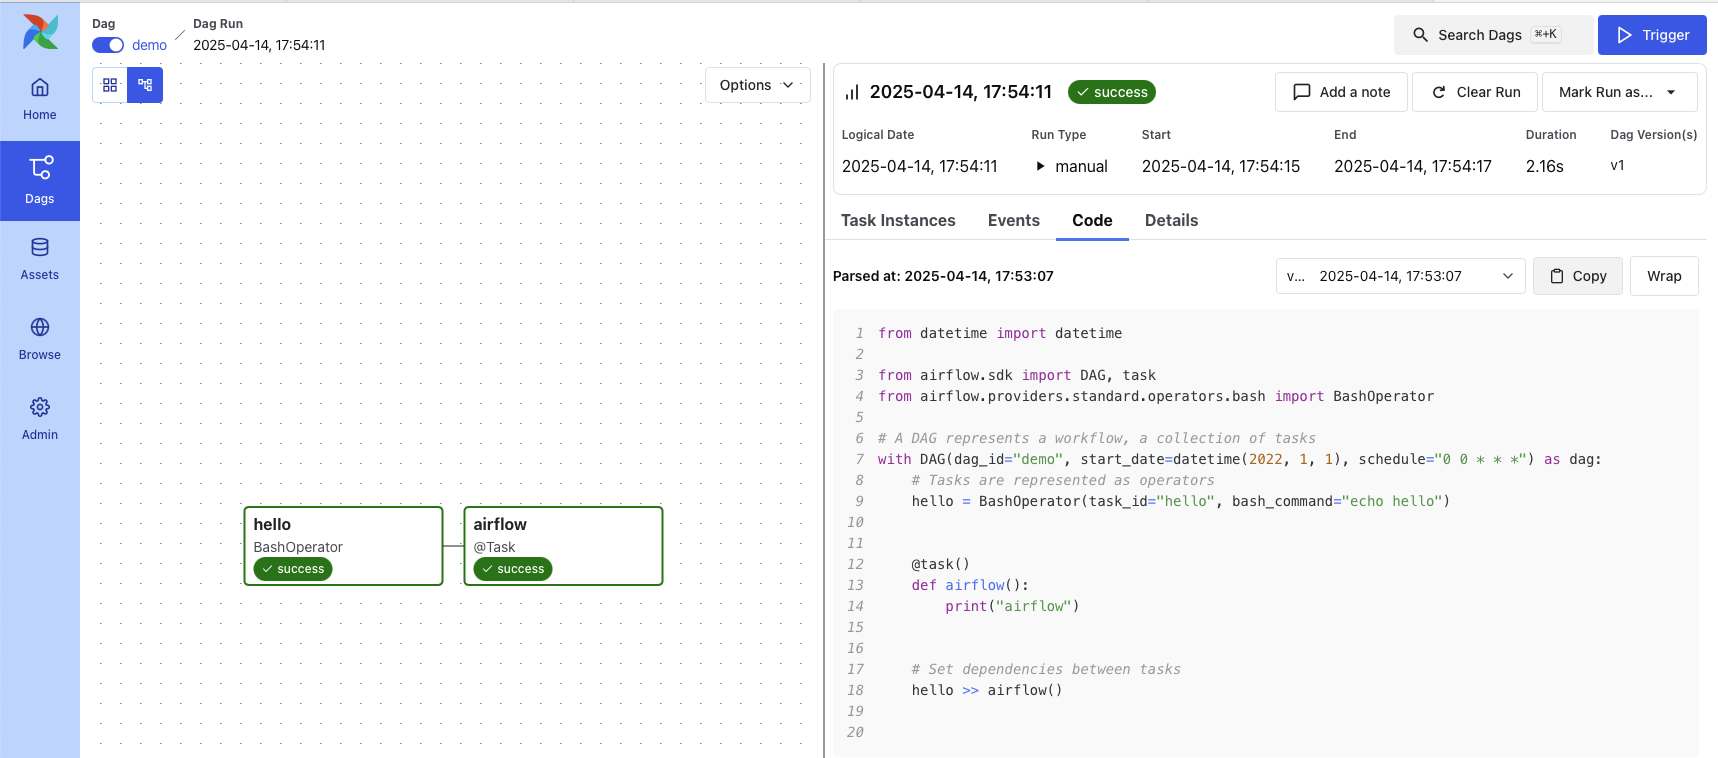 Dag
demo
Dag Run
2025-04-14, 17:54:11
Search Dags ⌘+K
Trigger
Home
Dags
Assets
Browse
Admin
Options
hello
BashOperator
success
airflow
@Task
success
2025-04-14, 17:54:11 success
Add a note
Clear Run
Mark Run as...
Logical Date Run Type Start End Duration Dag Version(s)
2025-04-14, 17:54:11 manual 2025-04-14, 17:54:15 2025-04-14, 17:54:17 2.16s v1
Task Instances Events Code Details
Parsed at: 2025-04-14, 17:53:07
v... 2025-04-14, 17:53:07
Copy
Wrap
1 from datetime import datetime
2
3 from airflow.sdk import DAG, task
4 from airflow.providers.standard.operators.bash import BashOperator
5
6 # A DAG represents a workflow, a collection of tasks
7 with DAG(dag_id="demo", start_date=datetime(2022, 1, 1), schedule="0 0 * * *") as dag:
8     # Tasks are represented as operators
9     hello = BashOperator(task_id="hello", bash_command="echo hello")
10
11
12     @task()
13     def airflow():
14         print("airflow")
15
16
17     # Set dependencies between tasks
18     hello >> airflow()
19
20